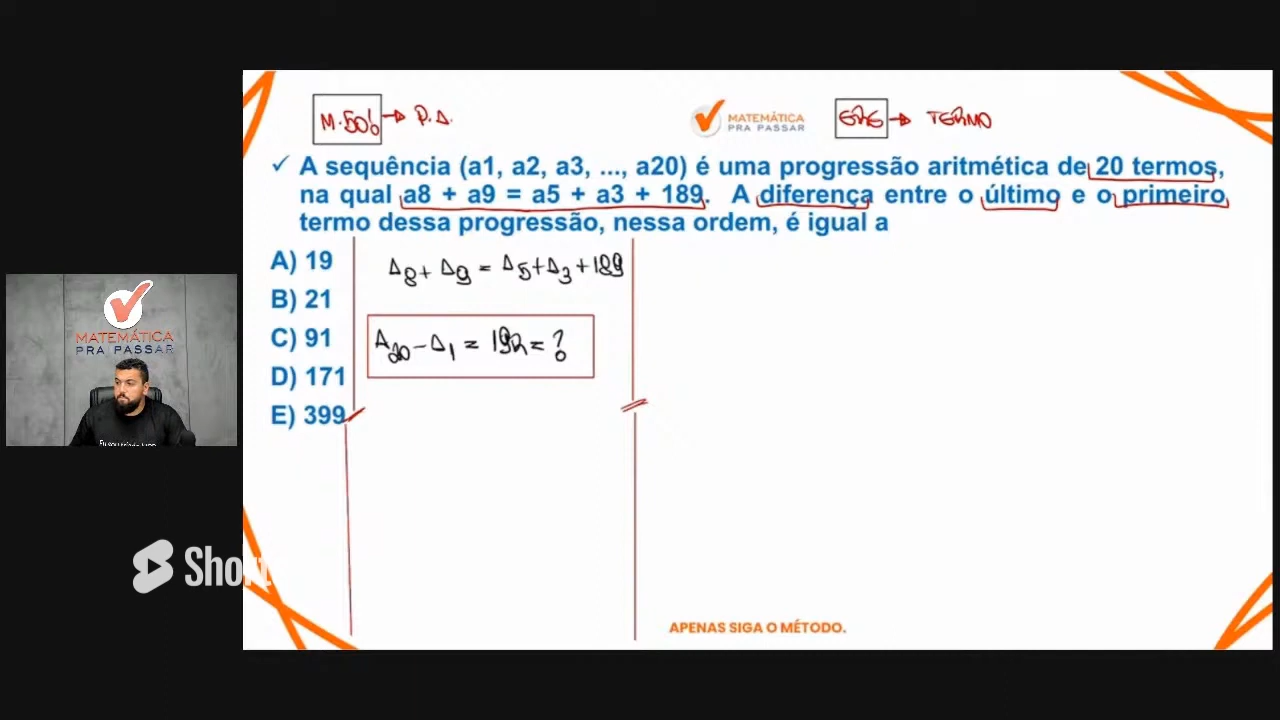 M.50% → P.A.
MATEMÁTICA
PRA PASSAR
→ TERMO
✓ A sequência (a1, a2, a3, ..., a20) é uma progressão aritmética de 20 termos,
na qual a8 + a9 = a5 + a3 + 189. A diferença entre o último e o primeiro
termo dessa progressão, nessa ordem, é igual a
A) 19
B) 21
C) 91
D) 171
E) 399
A8 + A9 = A5 + A3 + 189
A20 - A1 = 19R = ?
MATEMÁTICA
PRA PASSAR
Shor
APENAS SIGA O MÉTODO.